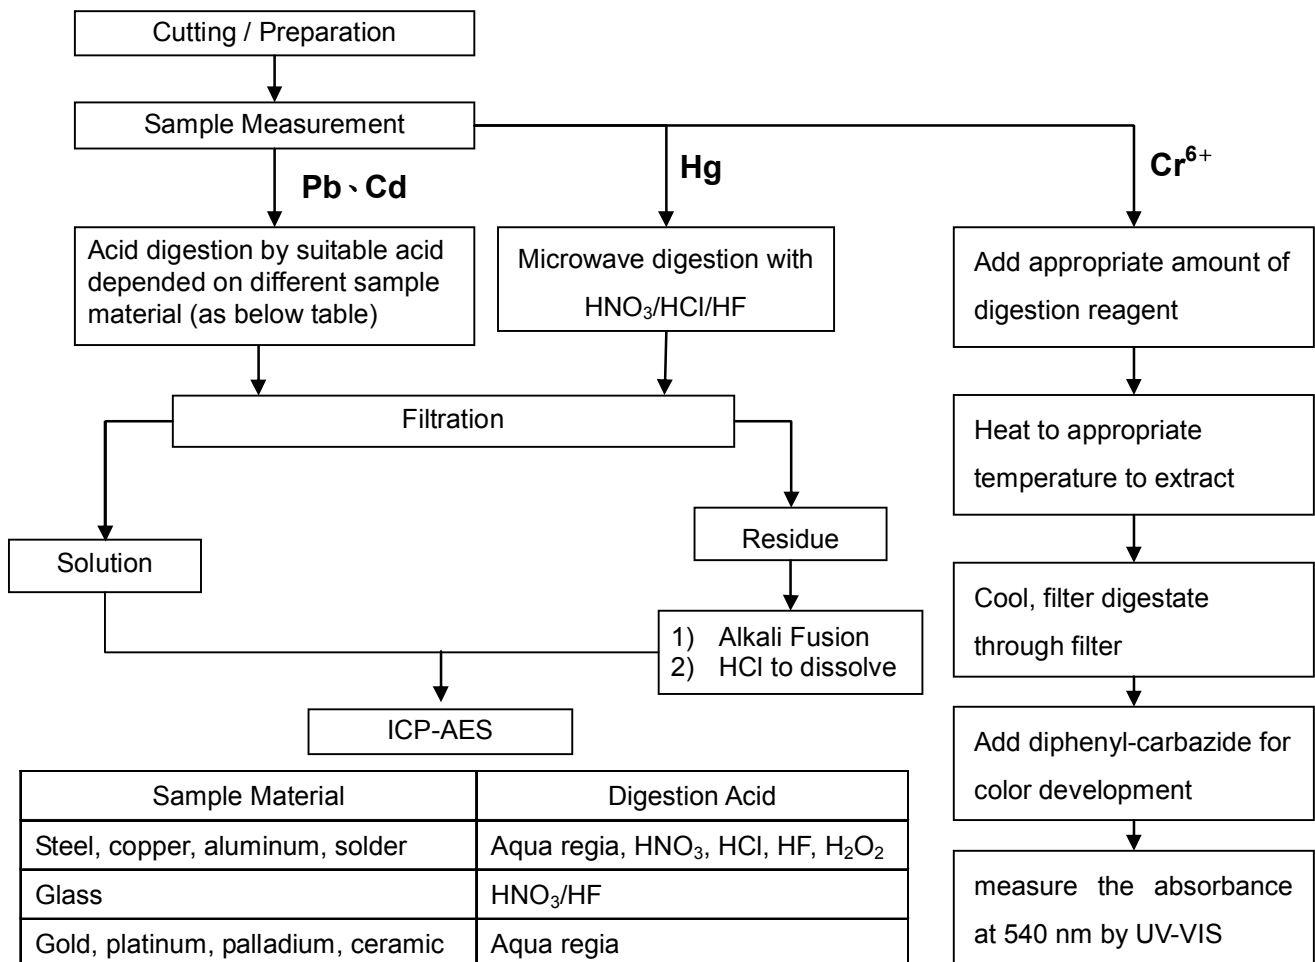 Cutting / Preparation
Sample Measurement
Pb、Cd
Hg
Cr⁶⁺
Acid digestion by suitable acid
depended on different sample
material (as below table)
Microwave digestion with
HNO₃/HCl/HF
Add appropriate amount of
digestion reagent
Filtration
Heat to appropriate
temperature to extract
Solution
Residue
Cool, filter digestate
through filter
1) Alkali Fusion
2) HCl to dissolve
ICP-AES
Add diphenyl-carbazide for
color development
Sample Material Digestion Acid
Steel, copper, aluminum, solder Aqua regia, HNO₃, HCl, HF, H₂O₂
Glass HNO₃/HF
Gold, platinum, palladium, ceramic Aqua regia
measure the absorbance
at 540 nm by UV-VIS